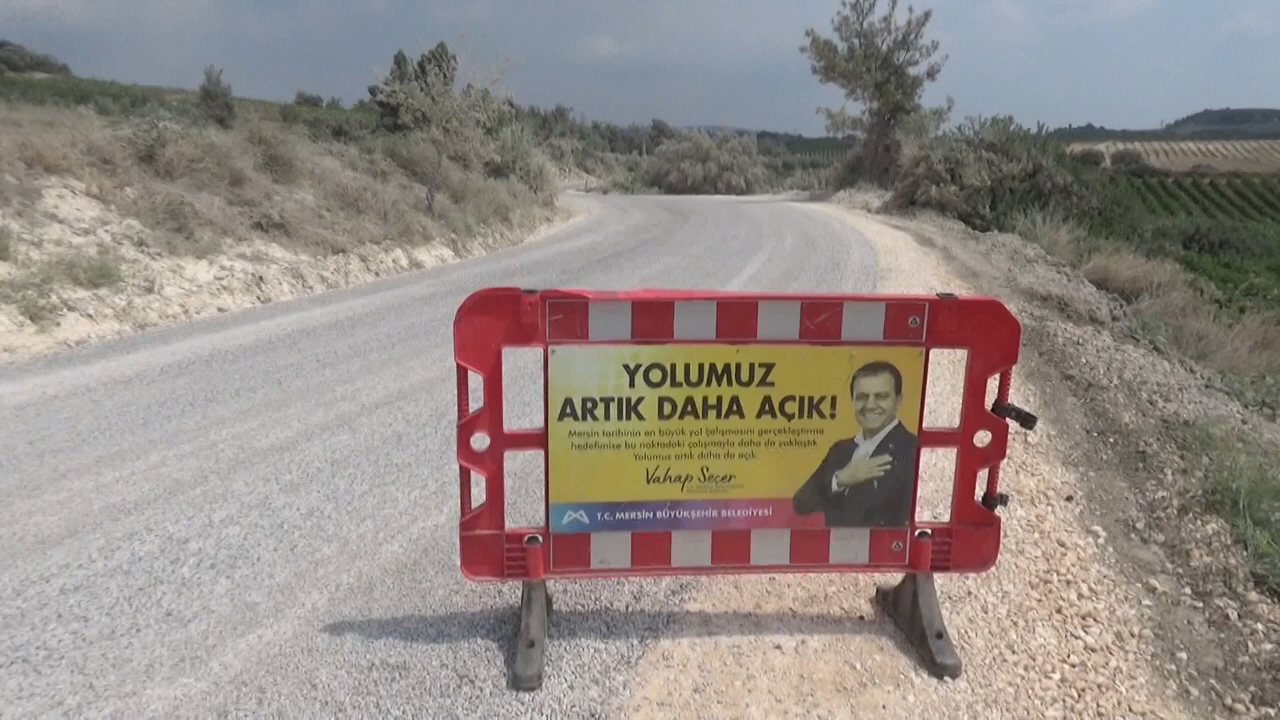 YOLUMUZ
ARTIK DAHA AÇIK!
Mersin tarihinin en büyük yol çalışmasını gerçekleştirme
hedefimize bu noktadaki çalışmayla daha da yaklaştık.
Yolumuz artık daha da açık.
Vahap Seçer
T.C. MERSİN BÜYÜKŞEHİR BELEDİYESİ